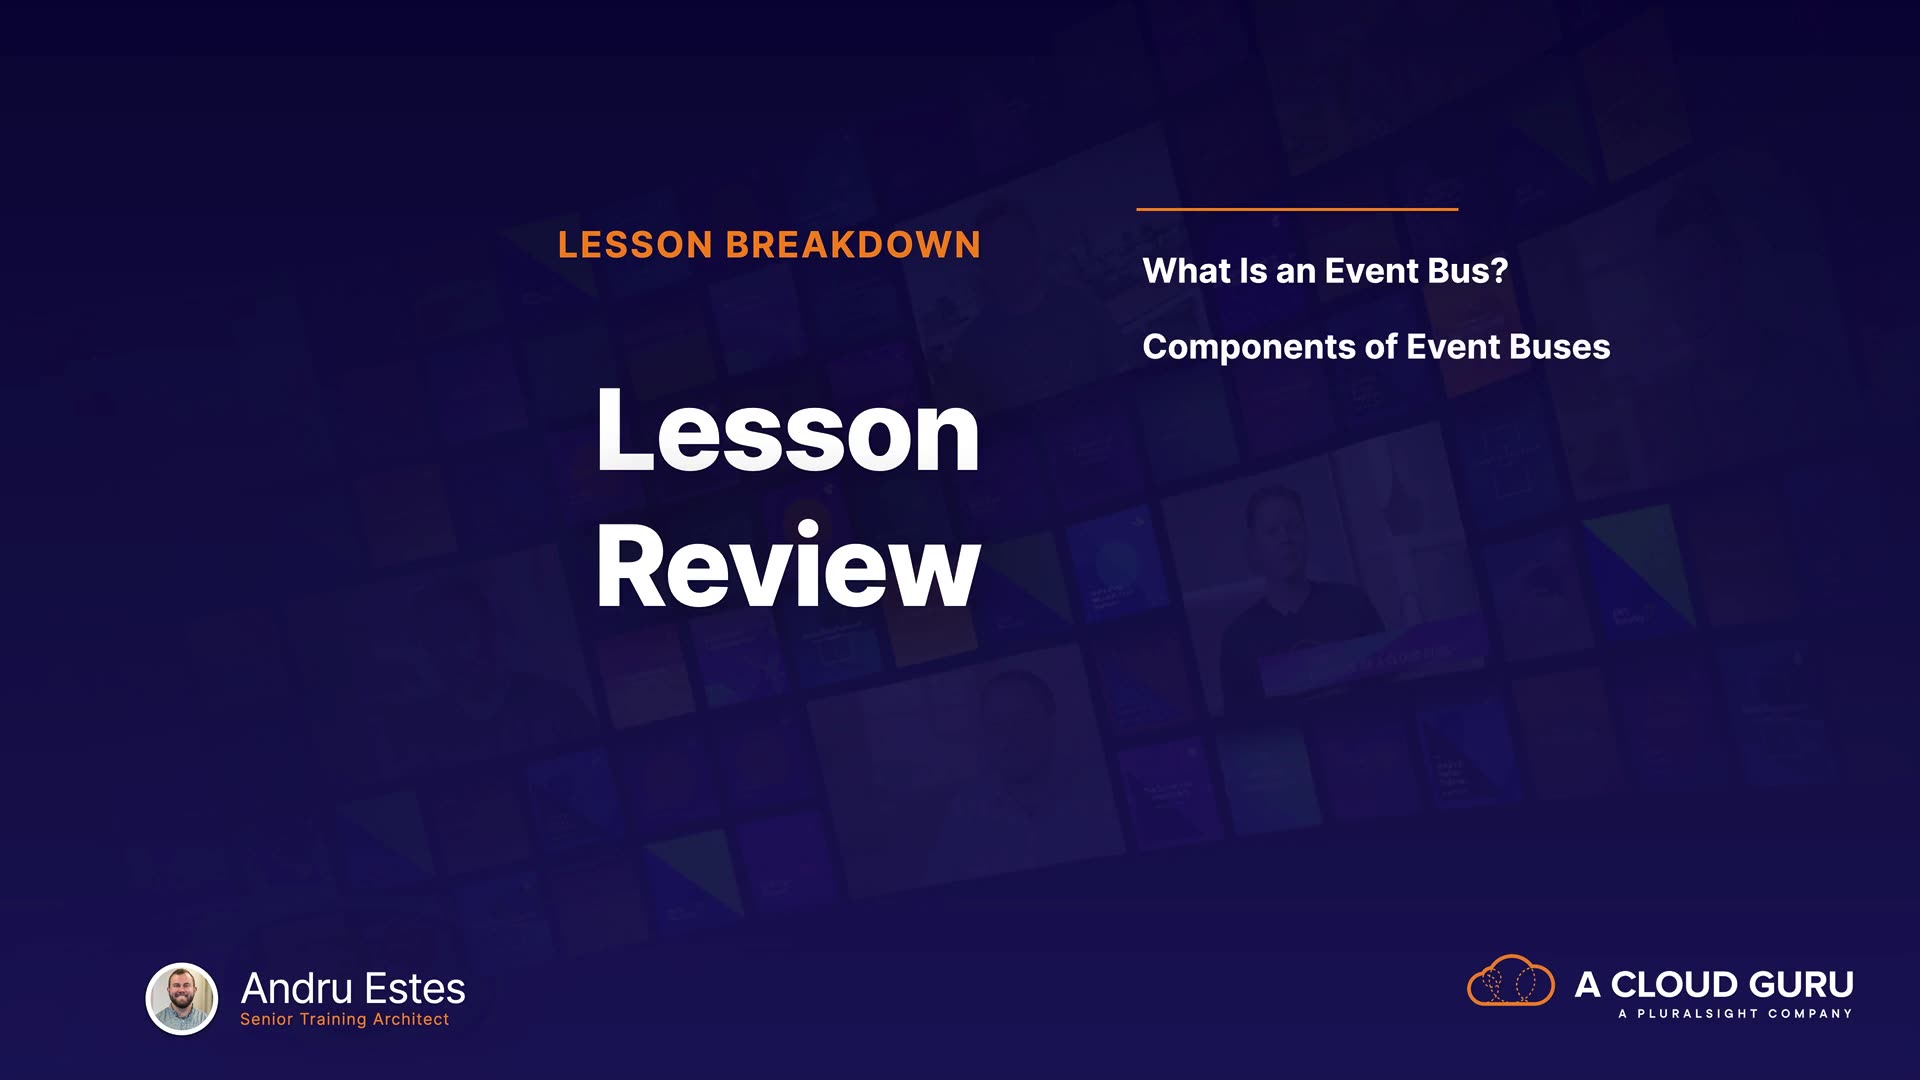 LESSON BREAKDOWN
Lesson
Review
What Is an Event Bus?
Components of Event Buses
Andru Estes
Senior Training Architect
A CLOUD GURU
A PLURALSIGHT COMPANY